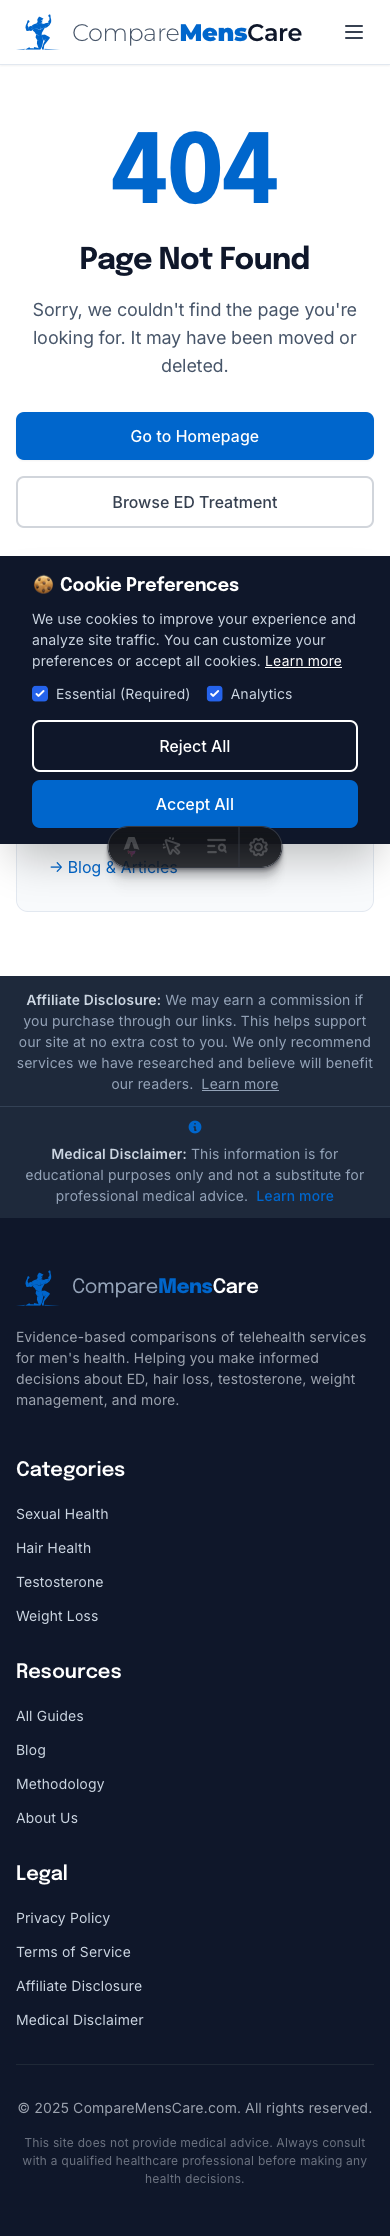 CompareMensCare
404
Page Not Found
Sorry, we couldn't find the page you're
looking for. It may have been moved or
deleted.
Go to Homepage
Browse ED Treatment
🍪 Cookie Preferences
We use cookies to improve your experience and
analyze site traffic. You can customize your
preferences or accept all cookies. Learn more
Essential (Required) Analytics
Reject All
Accept All
→ Blog & Articles
Affiliate Disclosure: We may earn a commission if
you purchase through our links. This helps support
our site at no extra cost to you. We only recommend
services we have researched and believe will benefit
our readers. Learn more
Medical Disclaimer: This information is for
educational purposes only and not a substitute for
professional medical advice. Learn more
CompareMensCare
Evidence-based comparisons of telehealth services
for men's health. Helping you make informed
decisions about ED, hair loss, testosterone, weight
management, and more.
Categories
Sexual Health
Hair Health
Testosterone
Weight Loss
Resources
All Guides
Blog
Methodology
About Us
Legal
Privacy Policy
Terms of Service
Affiliate Disclosure
Medical Disclaimer
© 2025 CompareMensCare.com. All rights reserved.
This site does not provide medical advice. Always consult
with a qualified healthcare professional before making any
health decisions.